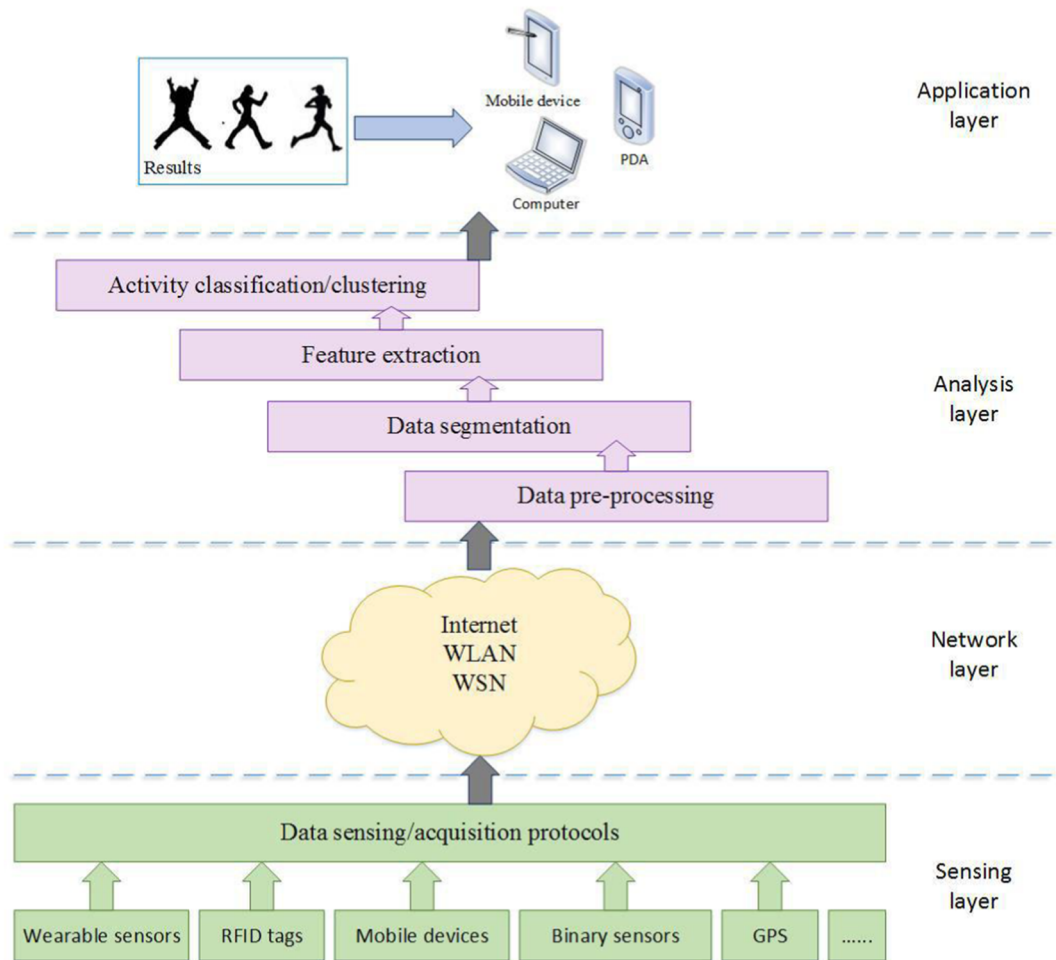 Application
layer
Mobile device
PDA
Results
Computer
Activity classification/clustering
Feature extraction
Analysis
layer
Data segmentation
Data pre-processing
Internet
WLAN
WSN
Network
layer
Data sensing/acquisition protocols
Sensing
layer
Wearable sensors
RFID tags
Mobile devices
Binary sensors
GPS
......